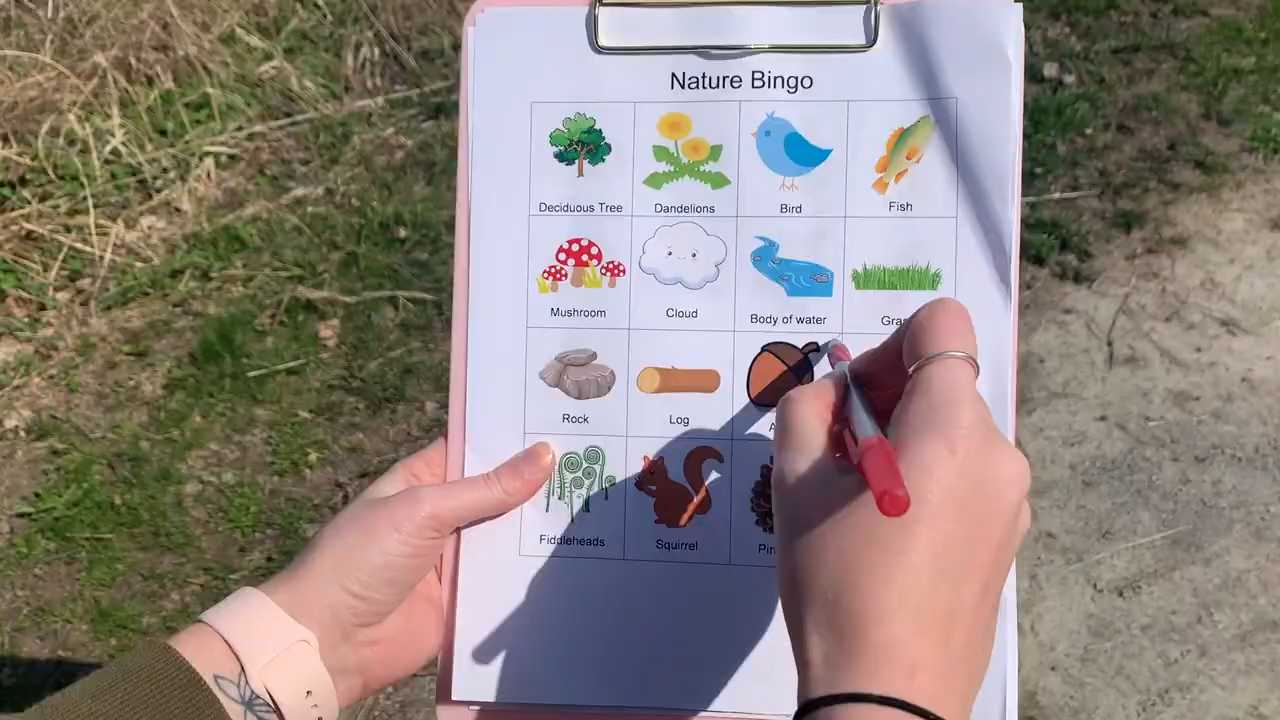 Nature Bingo
Deciduous Tree Dandelions Bird Fish
Mushroom Cloud Body of water
Rock Log
Fiddleheads Squirrel